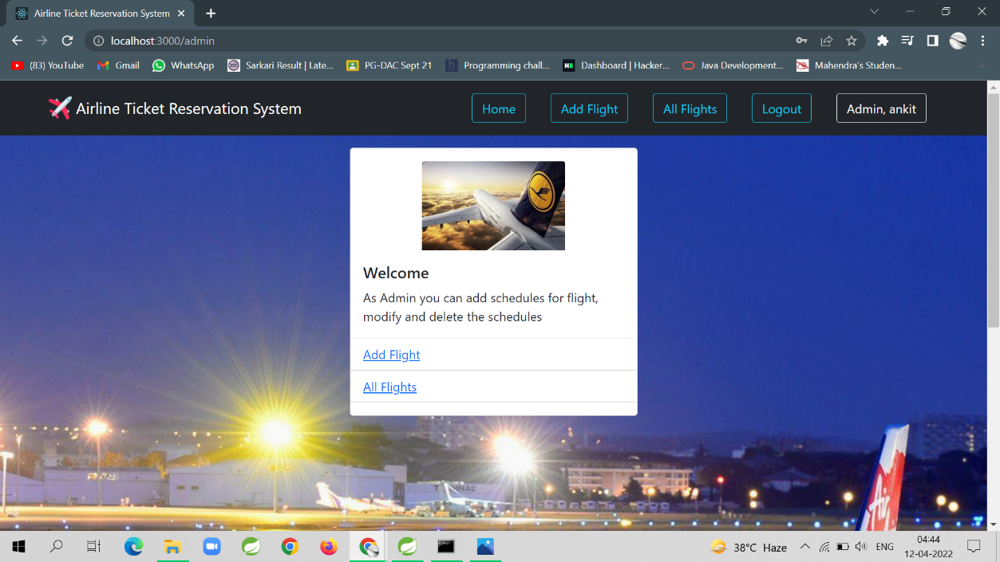 Airline Ticket Reservation System
localhost:3000/admin
(83) YouTube
Gmail
WhatsApp
Sarkari Result | Late...
PG-DAC Sept 21
Programming chall...
Dashboard | Hacker...
Java Development...
Mahendra's Studen...
Airline Ticket Reservation System
Home
Add Flight
All Flights
Logout
Admin, ankit
Welcome
As Admin you can add schedules for flight,
modify and delete the schedules
Add Flight
All Flights
Air
38°C Haze
ENG
04:44
12-04-2022